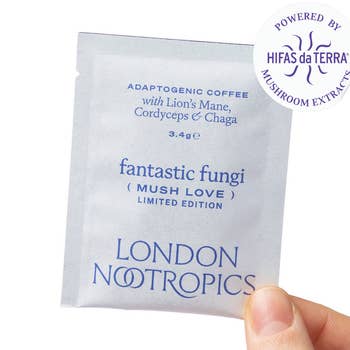 POWERED BY
HIFAS da TERRA®
MUSHROOM EXTRACTS
ADAPTOGENIC COFFEE
with Lion's Mane,
Cordyceps & Chaga
3.4g℮
fantastic fungi
( MUSH LOVE )
LIMITED EDITION
LONDON
NOOTROPICS